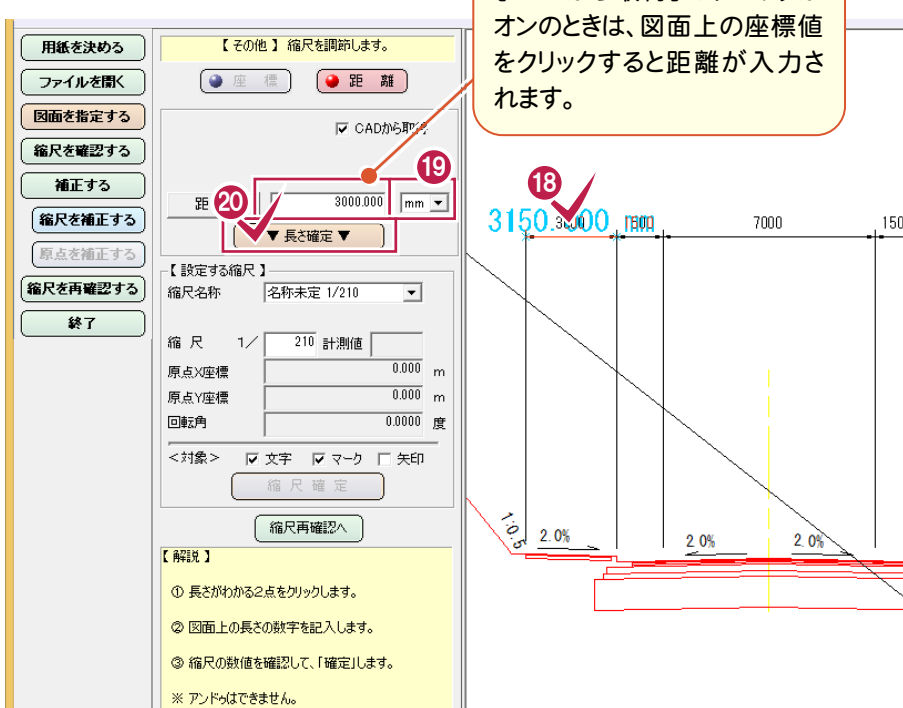 オンのときは、図面上の座標値
をクリックすると距離が入力さ
れます。
用紙を決める
ファイルを開く
図面を指定する
縮尺を確認する
補正する
縮尺を補正する
原点を補正する
縮尺を再確認する
終了
【 その他 】 縮尺を調節します。
座 標
距 離
CADから取得
⑲
距
⑳
3000.000
mm
▼ 長さ確定 ▼
【 設定する縮尺 】
縮尺名称
名称未定 1/210
縮 尺 1/ 210 計測値
原点X座標 0.000 m
原点Y座標 0.000 m
回転角 0.0000 度
<対象> 文字 マーク 矢印
縮 尺 確 定
縮尺再確認へ
【 解説 】
① 長さがわかる2点をクリックします。
② 図面上の長さの数字を記入します。
③ 縮尺の数値を確認して、「確定」します。
※ アンドゥはできません。
⑱
3150.000 mm
3000
7000
150
1:0.5
2.0%
2.0%
2.0%